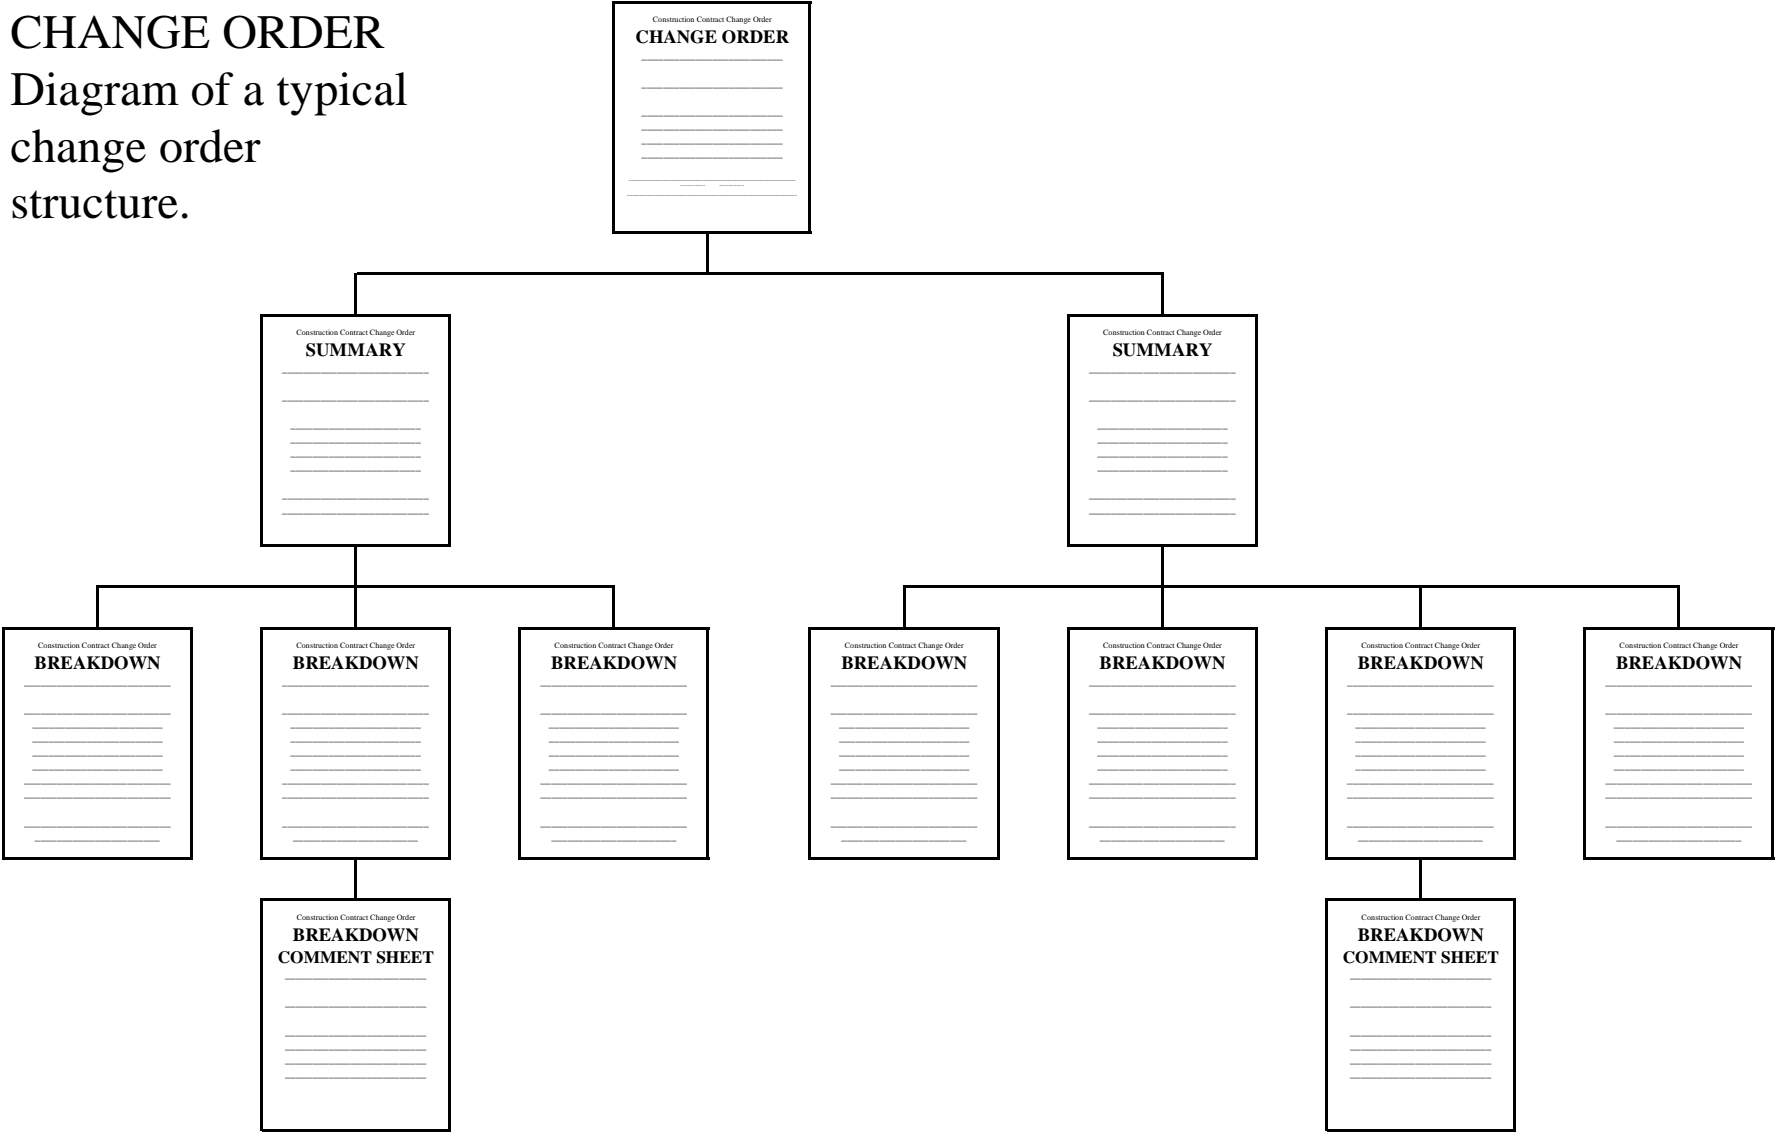 CHANGE ORDER
Diagram of a typical
change order
structure.
Construction Contract Change Order
CHANGE ORDER
Construction Contract Change Order
SUMMARY
Construction Contract Change Order
SUMMARY
Construction Contract Change Order
BREAKDOWN
Construction Contract Change Order
BREAKDOWN
Construction Contract Change Order
BREAKDOWN
Construction Contract Change Order
BREAKDOWN
Construction Contract Change Order
BREAKDOWN
Construction Contract Change Order
BREAKDOWN
Construction Contract Change Order
BREAKDOWN
Construction Contract Change Order
BREAKDOWN
COMMENT SHEET
Construction Contract Change Order
BREAKDOWN
COMMENT SHEET